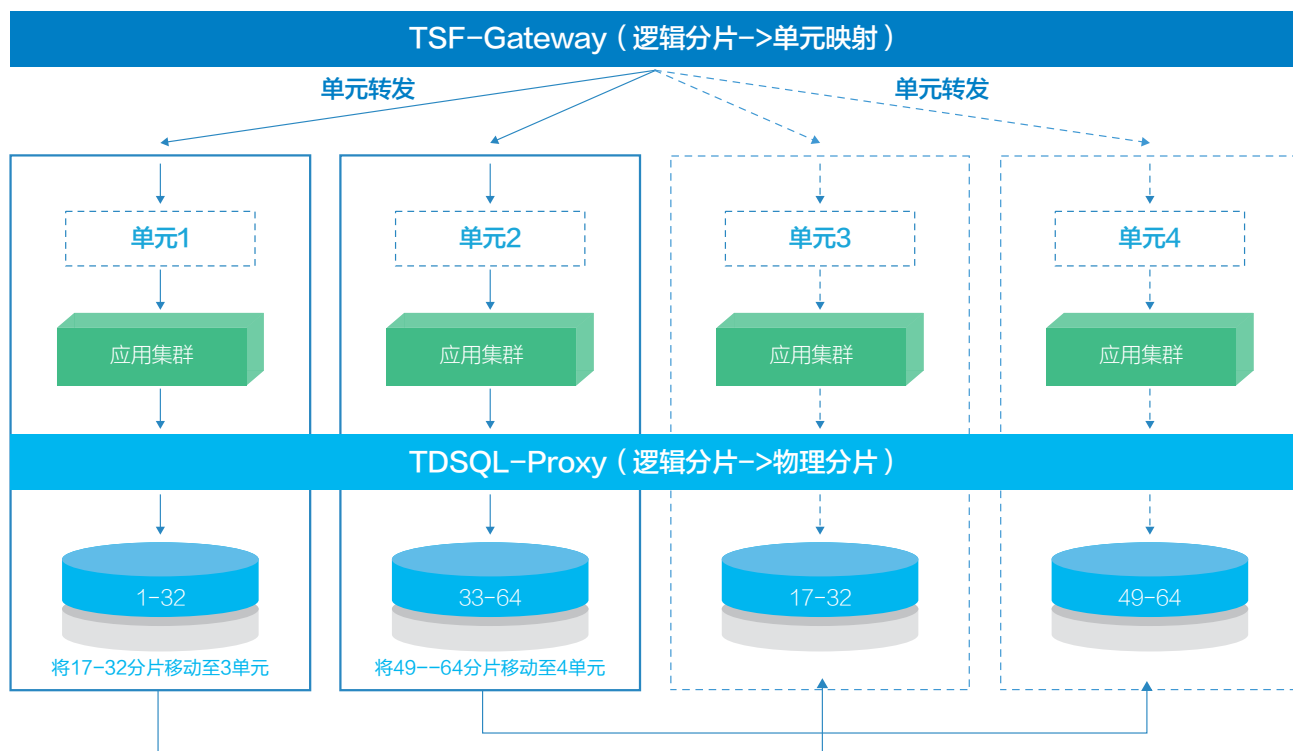 TSF-Gateway（逻辑分片->单元映射）
单元转发
单元转发
单元1
单元2
单元3
单元4
应用集群
应用集群
应用集群
应用集群
TDSQL-Proxy（逻辑分片->物理分片）
1-32
33-64
17-32
49-64
将17-32分片移动至3单元
将49--64分片移动至4单元